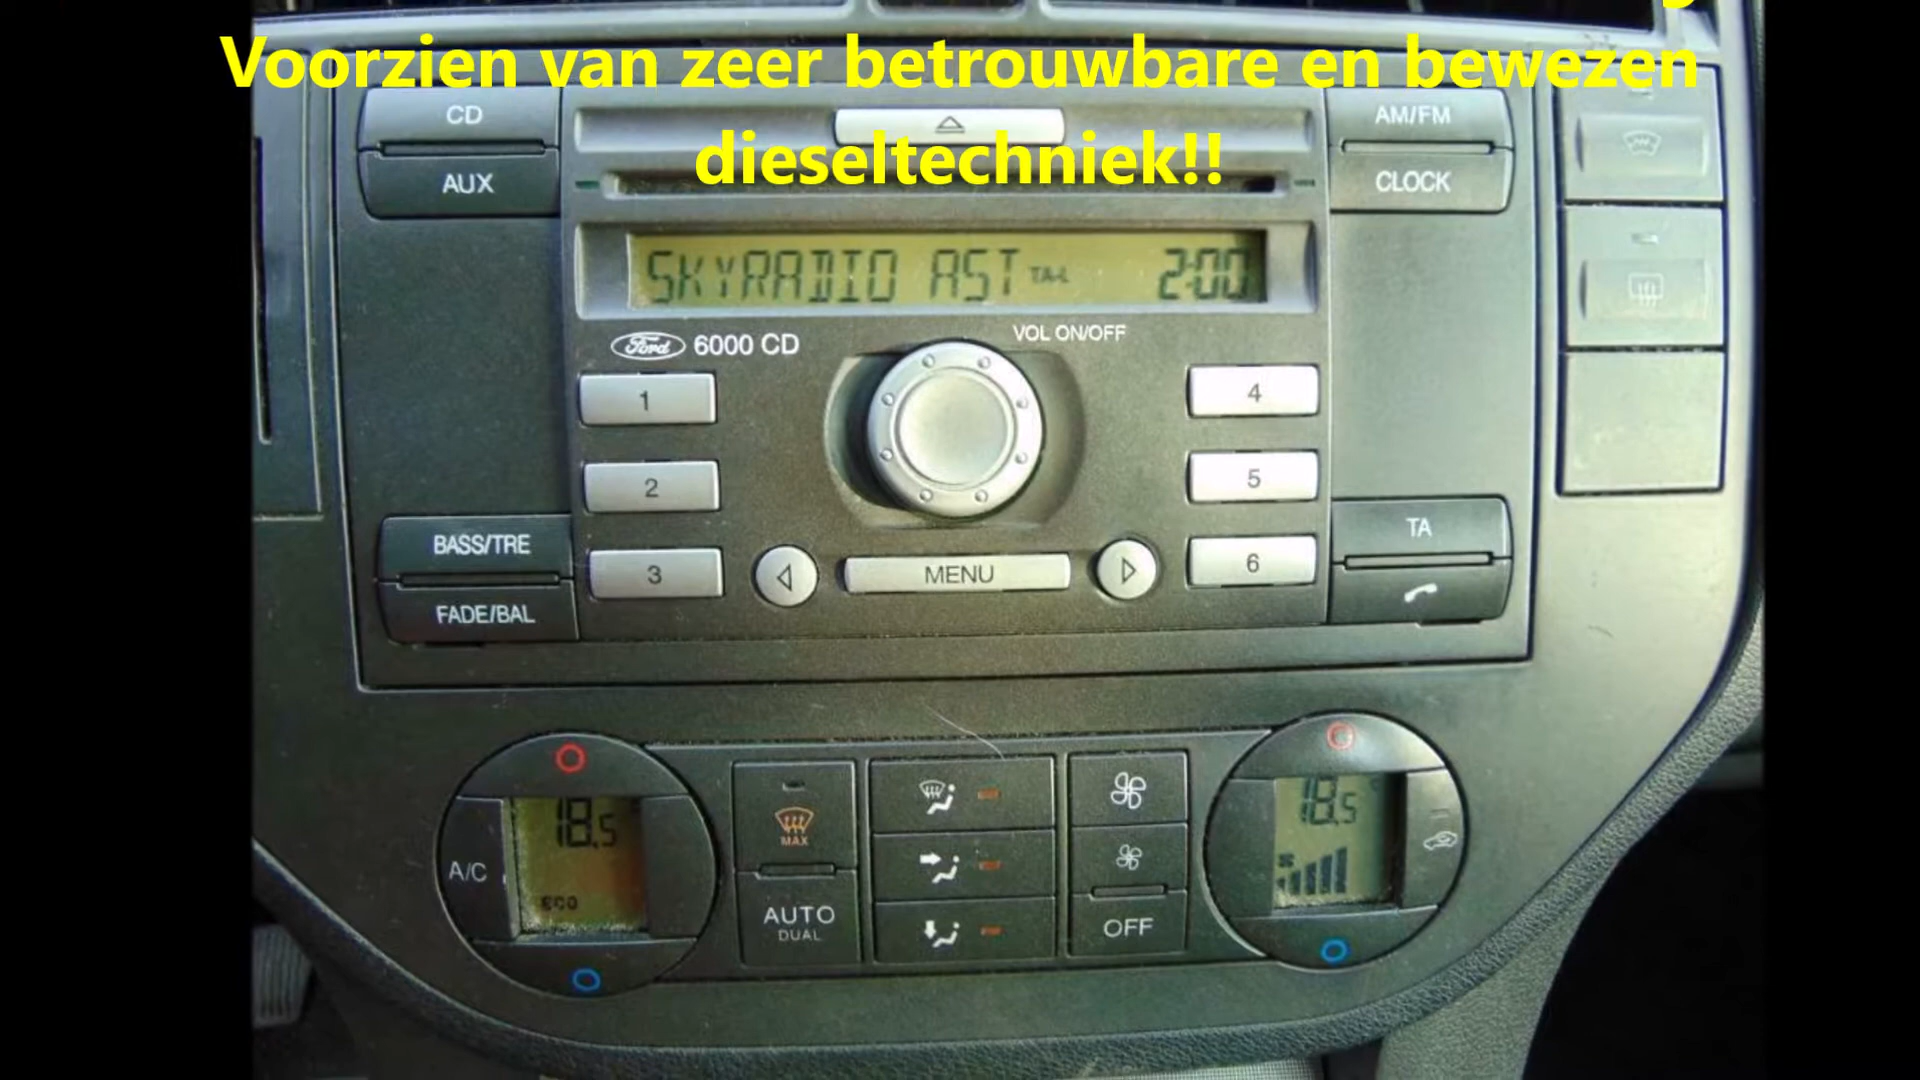 Voorzien van zeer betrouwbare en bewezen
dieseltechniek!!
CD
AM/FM
AUX
CLOCK
SKYRADIO AST TA-L 2:00
Ford 6000 CD
VOL ON/OFF
1
4
2
5
BASS/TRE
3
MENU
6
TA
FADE/BAL
18.5
MAX
18.5
A/C
ECO
AUTO
DUAL
OFF